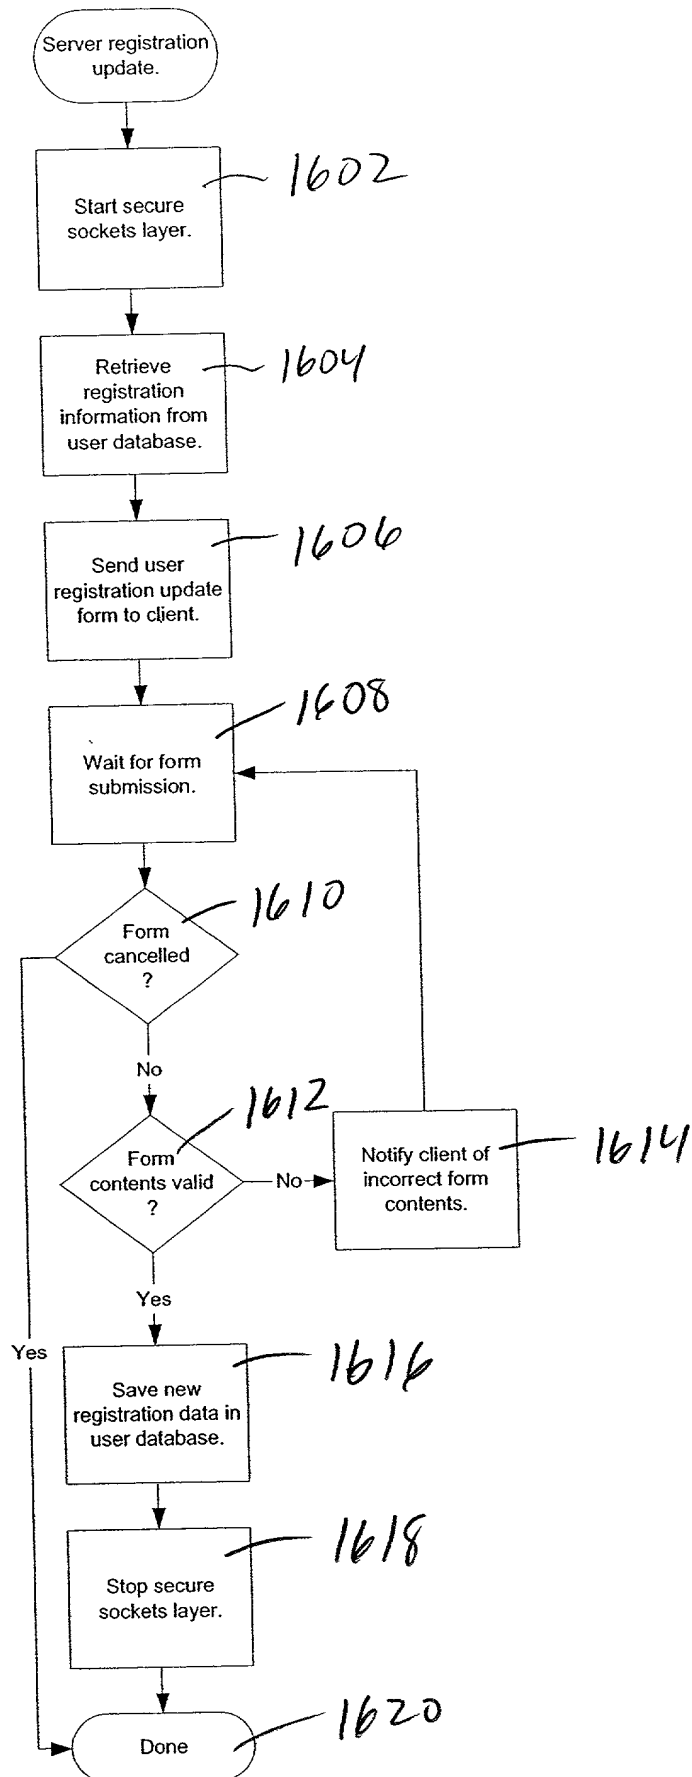 Server registration
update.
1602
Start secure
sockets layer.
1604
Retrieve
registration
information from
user database.
1606
Send user
registration update
form to client.
1608
Wait for form
submission.
1610
Form
cancelled
?
No
1612
Form
contents valid
?
No
1614
Notify client of
incorrect form
contents.
Yes
Yes
1616
Save new
registration data in
user database.
1618
Stop secure
sockets layer.
1620
Done